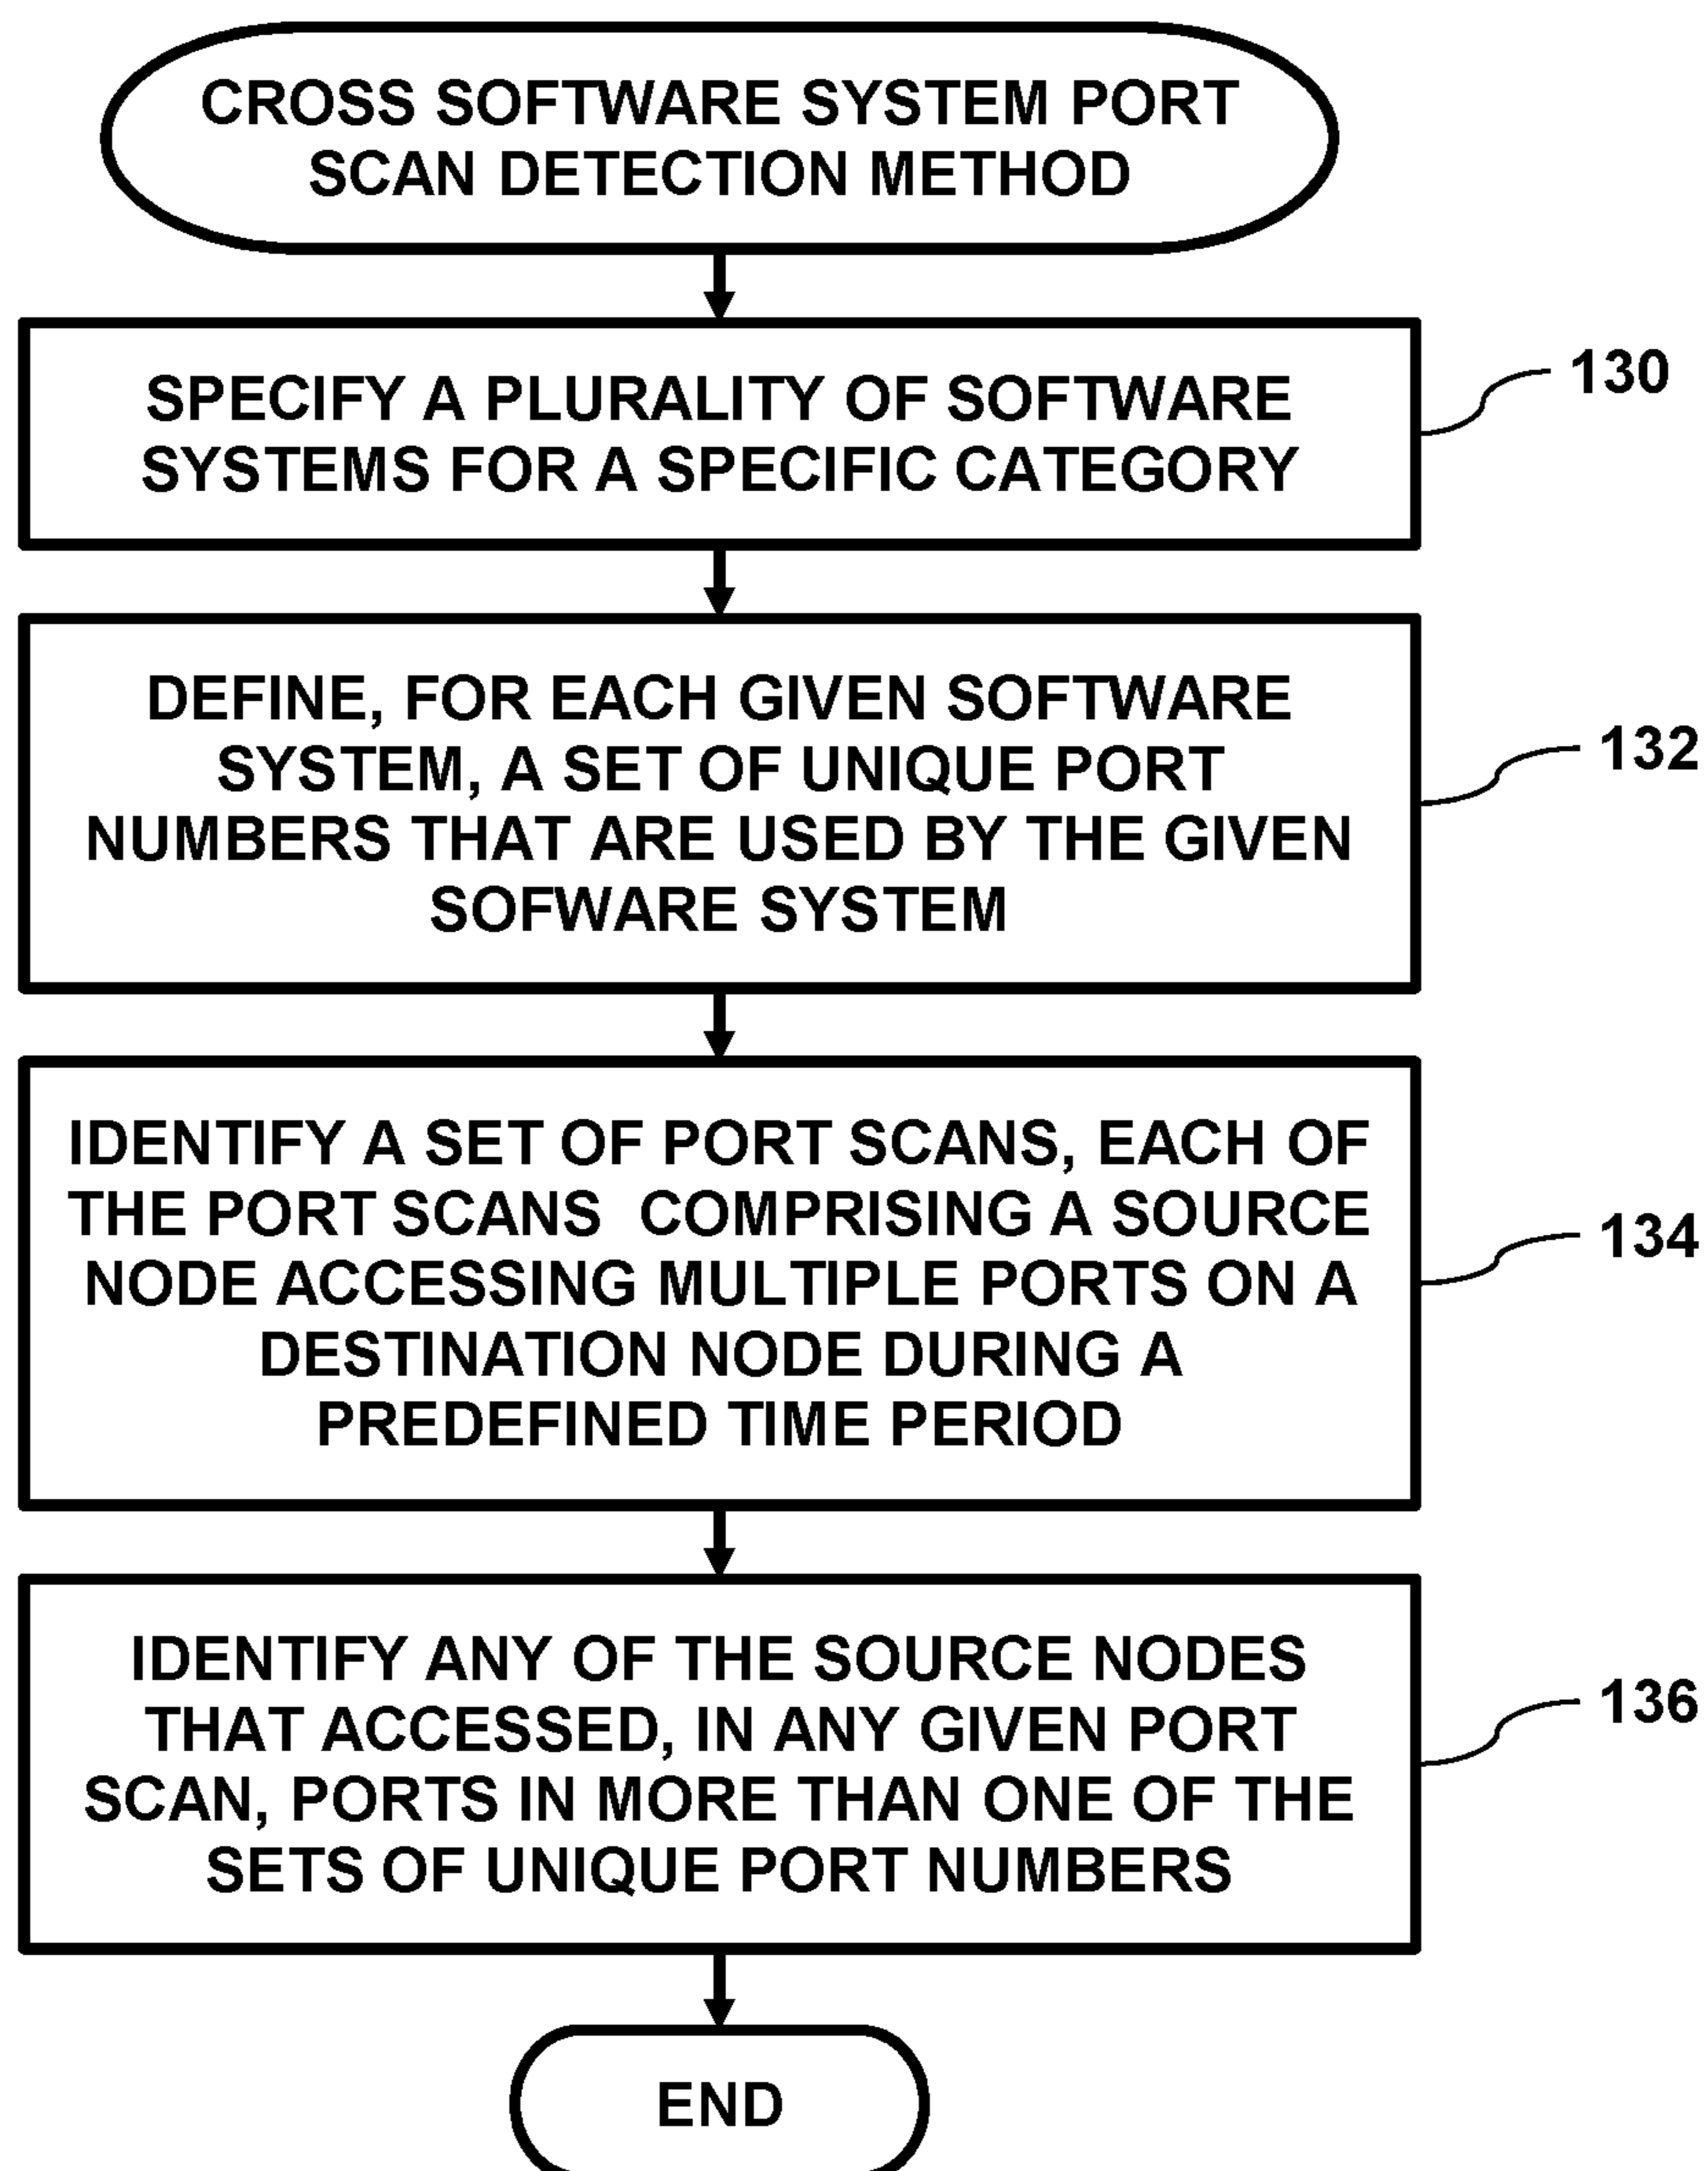 CROSS SOFTWARE SYSTEM PORT
SCAN DETECTION METHOD
SPECIFY A PLURALITY OF SOFTWARE
SYSTEMS FOR A SPECIFIC CATEGORY
130
DEFINE, FOR EACH GIVEN SOFTWARE
SYSTEM, A SET OF UNIQUE PORT
NUMBERS THAT ARE USED BY THE GIVEN
SOFWARE SYSTEM
132
IDENTIFY A SET OF PORT SCANS, EACH OF
THE PORT SCANS  COMPRISING A SOURCE
NODE ACCESSING MULTIPLE PORTS ON A
DESTINATION NODE DURING A
PREDEFINED TIME PERIOD
134
IDENTIFY ANY OF THE SOURCE NODES
THAT ACCESSED, IN ANY GIVEN PORT
SCAN, PORTS IN MORE THAN ONE OF THE
SETS OF UNIQUE PORT NUMBERS
136
END